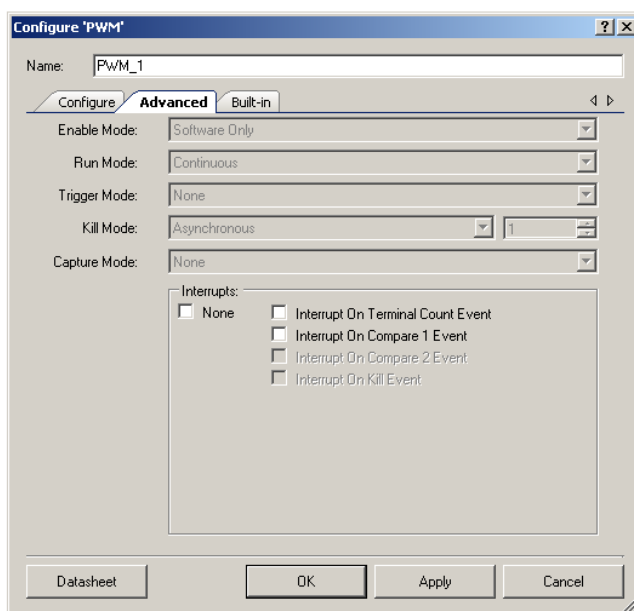 Configure 'PWM'
? x
Name: PWM_1
Configure Advanced Built-in
Enable Mode: Software Only
Run Mode: Continuous
Trigger Mode: None
Kill Mode: Asynchronous 1
Capture Mode: None
Interrupts:
None Interrupt On Terminal Count Event
Interrupt On Compare 1 Event
Interrupt On Compare 2 Event
Interrupt On Kill Event
Datasheet OK Apply Cancel